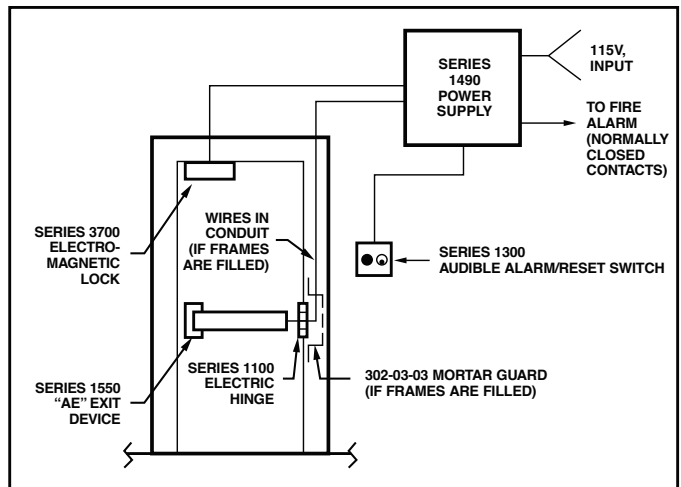 SERIES
1490
POWER
SUPPLY
115V,
INPUT
TO FIRE
ALARM
(NORMALLY
CLOSED
CONTACTS)
SERIES 3700
ELECTRO-
MAGNETIC
LOCK
WIRES IN
CONDUIT
(IF FRAMES
ARE FILLED)
SERIES 1300
AUDIBLE ALARM/RESET SWITCH
SERIES 1550
“AE” EXIT
DEVICE
SERIES 1100
ELECTRIC
HINGE
302-03-03 MORTAR GUARD
(IF FRAMES ARE FILLED)